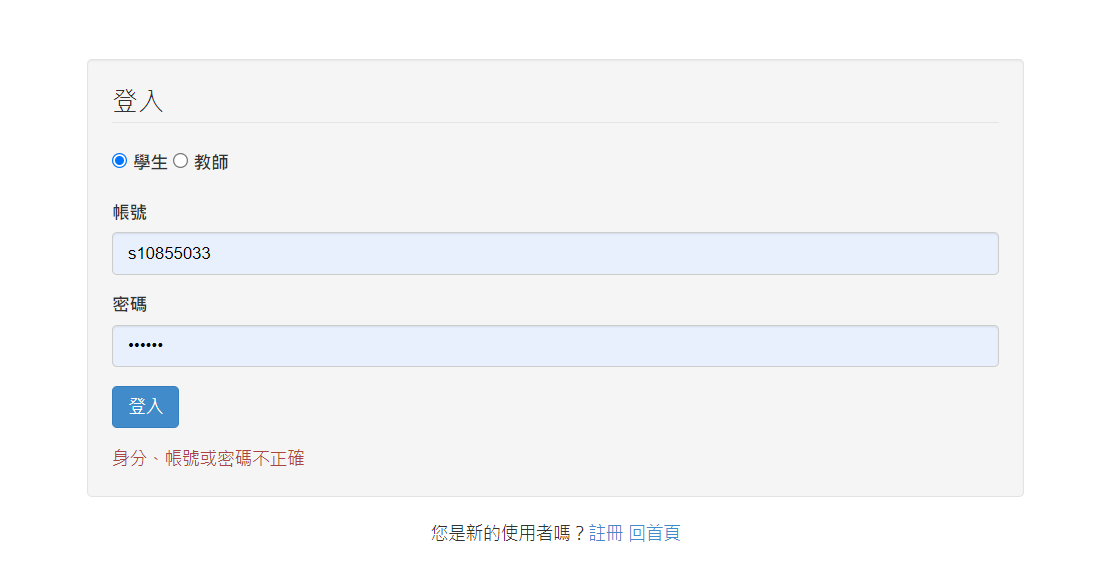 登入
學生 教師
帳號
s10855033
密碼
••••••
登入
身分、帳號或密碼不正確
您是新的使用者嗎？註冊 回首頁